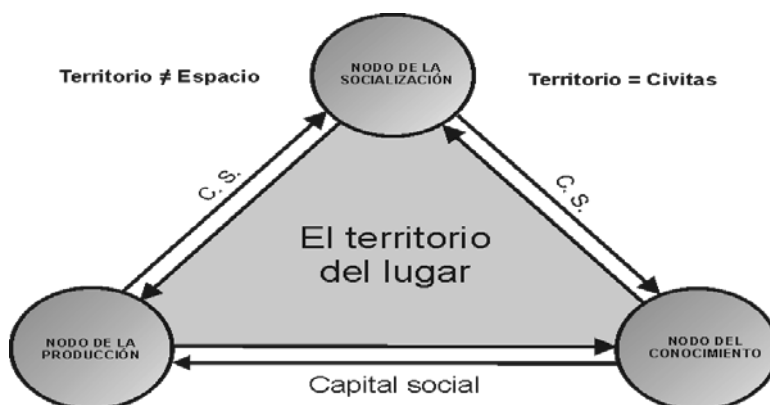 NODO DE LA
SOCIALIZACIÓN
Territorio ≠ Espacio
Territorio = Civitas
C. S.
C. S.
El territorio
del lugar
NODO DE LA
PRODUCCIÓN
NODO DEL
CONOCIMIENTO
Capital social